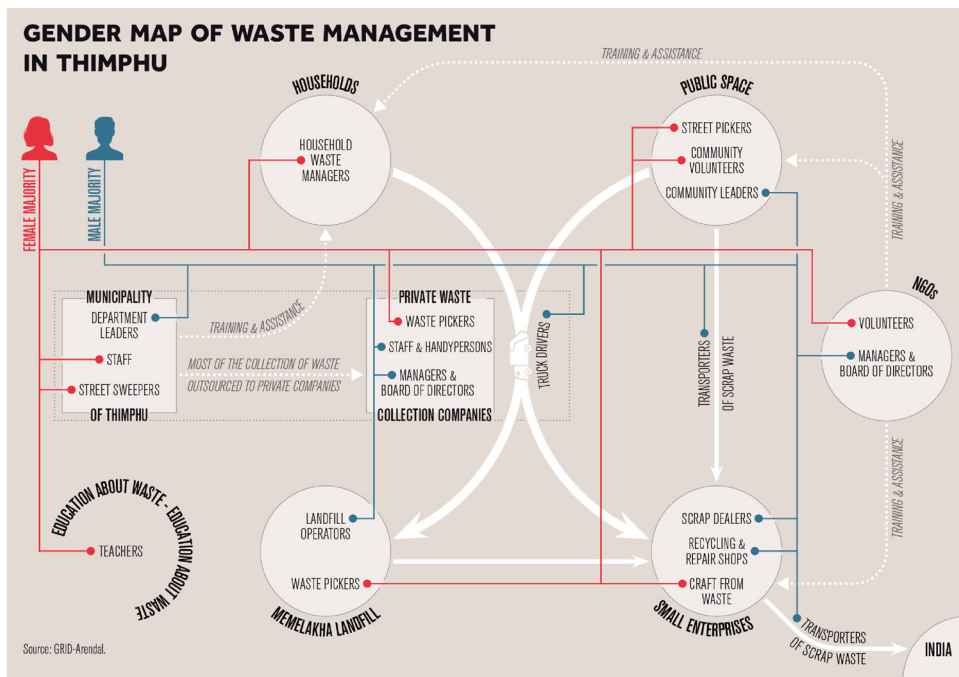 GENDER MAP OF WASTE MANAGEMENT
IN THIMPHU
TRAINING & ASSISTANCE
HOUSEHOLDS
PUBLIC SPACE
FEMALE MAJORITY
MALE MAJORITY
HOUSEHOLD
WASTE
MANAGERS
STREET PICKERS
COMMUNITY
VOLUNTEERS
COMMUNITY LEADERS
TRAINING & ASSISTANCE
MUNICIPALITY
DEPARTMENT
LEADERS
STAFF
STREET SWEEPERS
OF THIMPHU
TRAINING & ASSISTANCE
MOST OF THE COLLECTION OF WASTE
OUTSOURCED TO PRIVATE COMPANIES
PRIVATE WASTE
WASTE PICKERS
STAFF & HANDYPERSONS
MANAGERS &
BOARD OF DIRECTORS
COLLECTION COMPANIES
TRUCK DRIVERS
TRANSPORTERS
OF SCRAP WASTE
NGOs
VOLUNTEERS
MANAGERS &
BOARD OF DIRECTORS
TRAINING & ASSISTANCE
EDUCATION ABOUT WASTE - EDUCATION ABOUT WASTE
TEACHERS
LANDFILL
OPERATORS
WASTE PICKERS
MEMELAKHA LANDFILL
SCRAP DEALERS
RECYCLING &
REPAIR SHOPS
CRAFT FROM
WASTE
SMALL ENTERPRISES
TRANSPORTERS
OF SCRAP WASTE
INDIA
Source: GRID-Arendal.